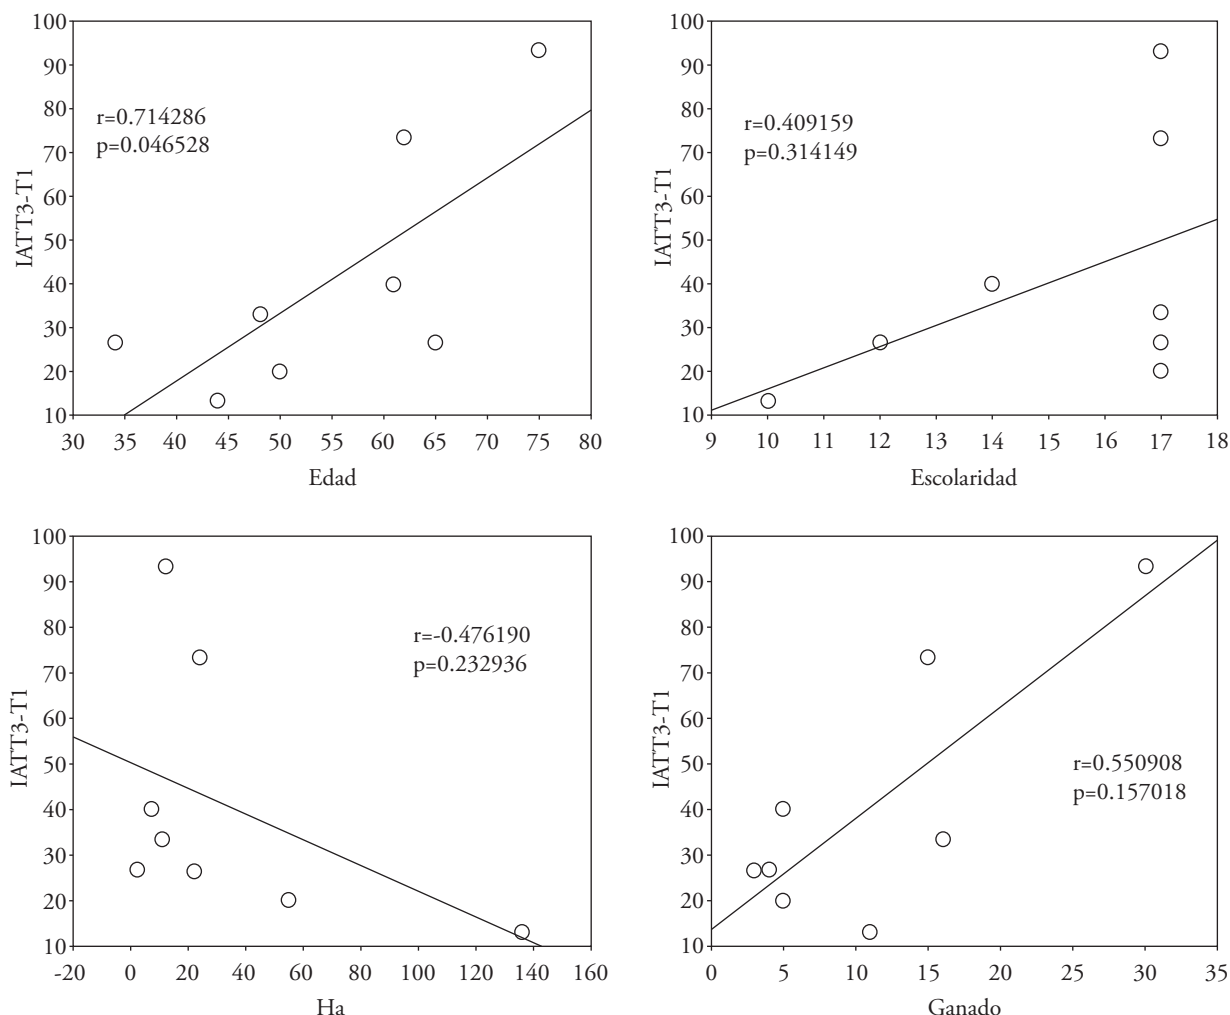 100
90
80
70
60
50
40
30
20
10
IATT3-T1
r=0.714286
p=0.046528
30 35 40 45 50 55 60 65 70 75 80
Edad
100
90
80
70
60
50
40
30
20
10
IATT3-T1
r=0.409159
p=0.314149
9 10 11 12 13 14 15 16 17 18
Escolaridad
100
90
80
70
60
50
40
30
20
10
IATT3-T1
r=-0.476190
p=0.232936
-20 0 20 40 60 80 100 120 140 160
Ha
100
90
80
70
60
50
40
30
20
10
IATT3-T1
r=0.550908
p=0.157018
0 5 10 15 20 25 30 35
Ganado